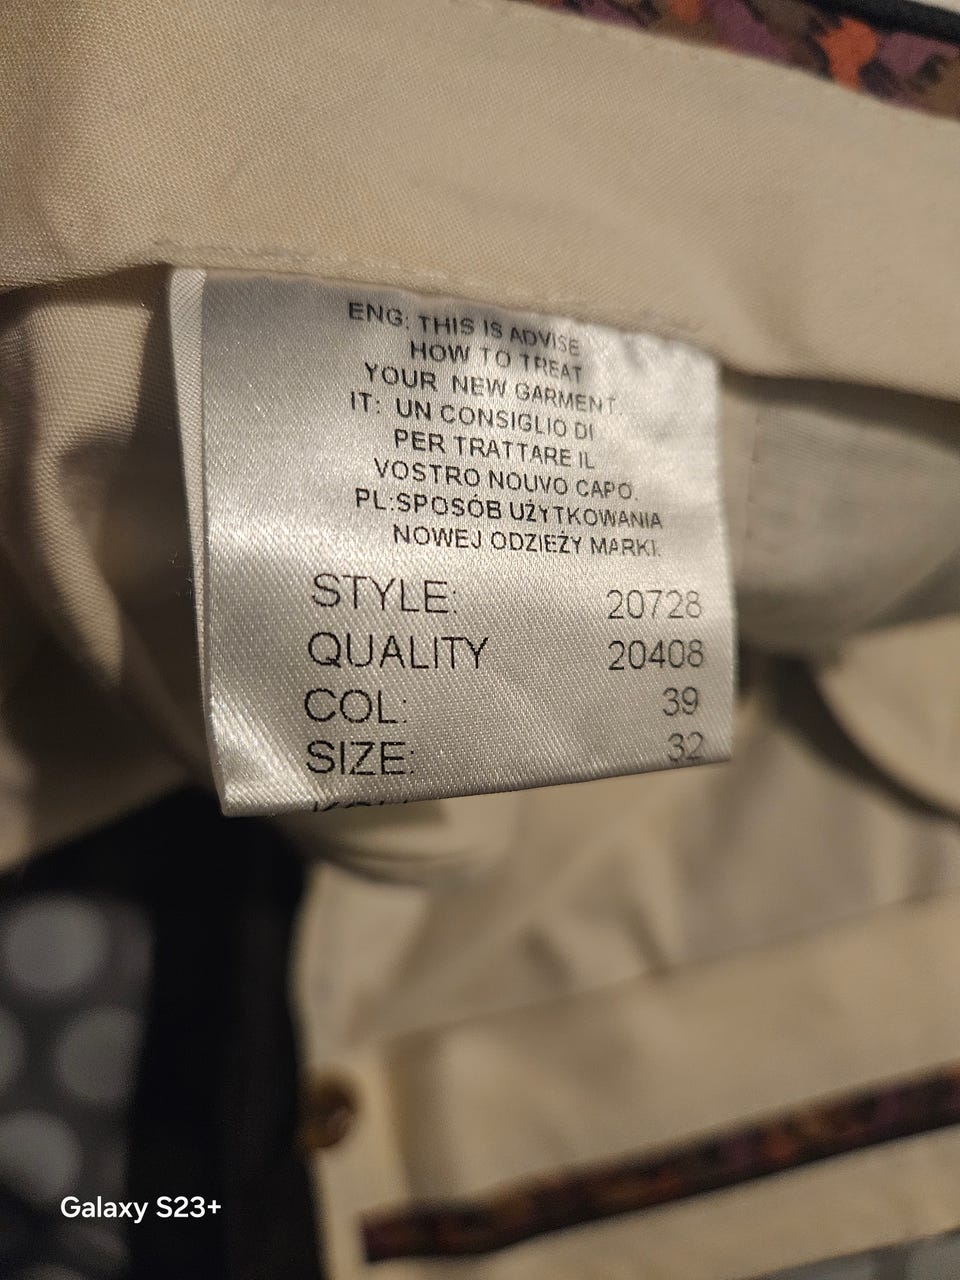 ENG: THIS IS ADVISE
HOW TO TREAT
YOUR NEW GARMENT.
IT: UN CONSIGLIO DI
PER TRATTARE IL
VOSTRO NOUVO CAPO.
PL:SPOSÓB UŻYTKOWANIA
NOWEJ ODZIEŻY MARKI.
STYLE: 20728
QUALITY 20408
COL: 39
SIZE: 32
Galaxy S23+